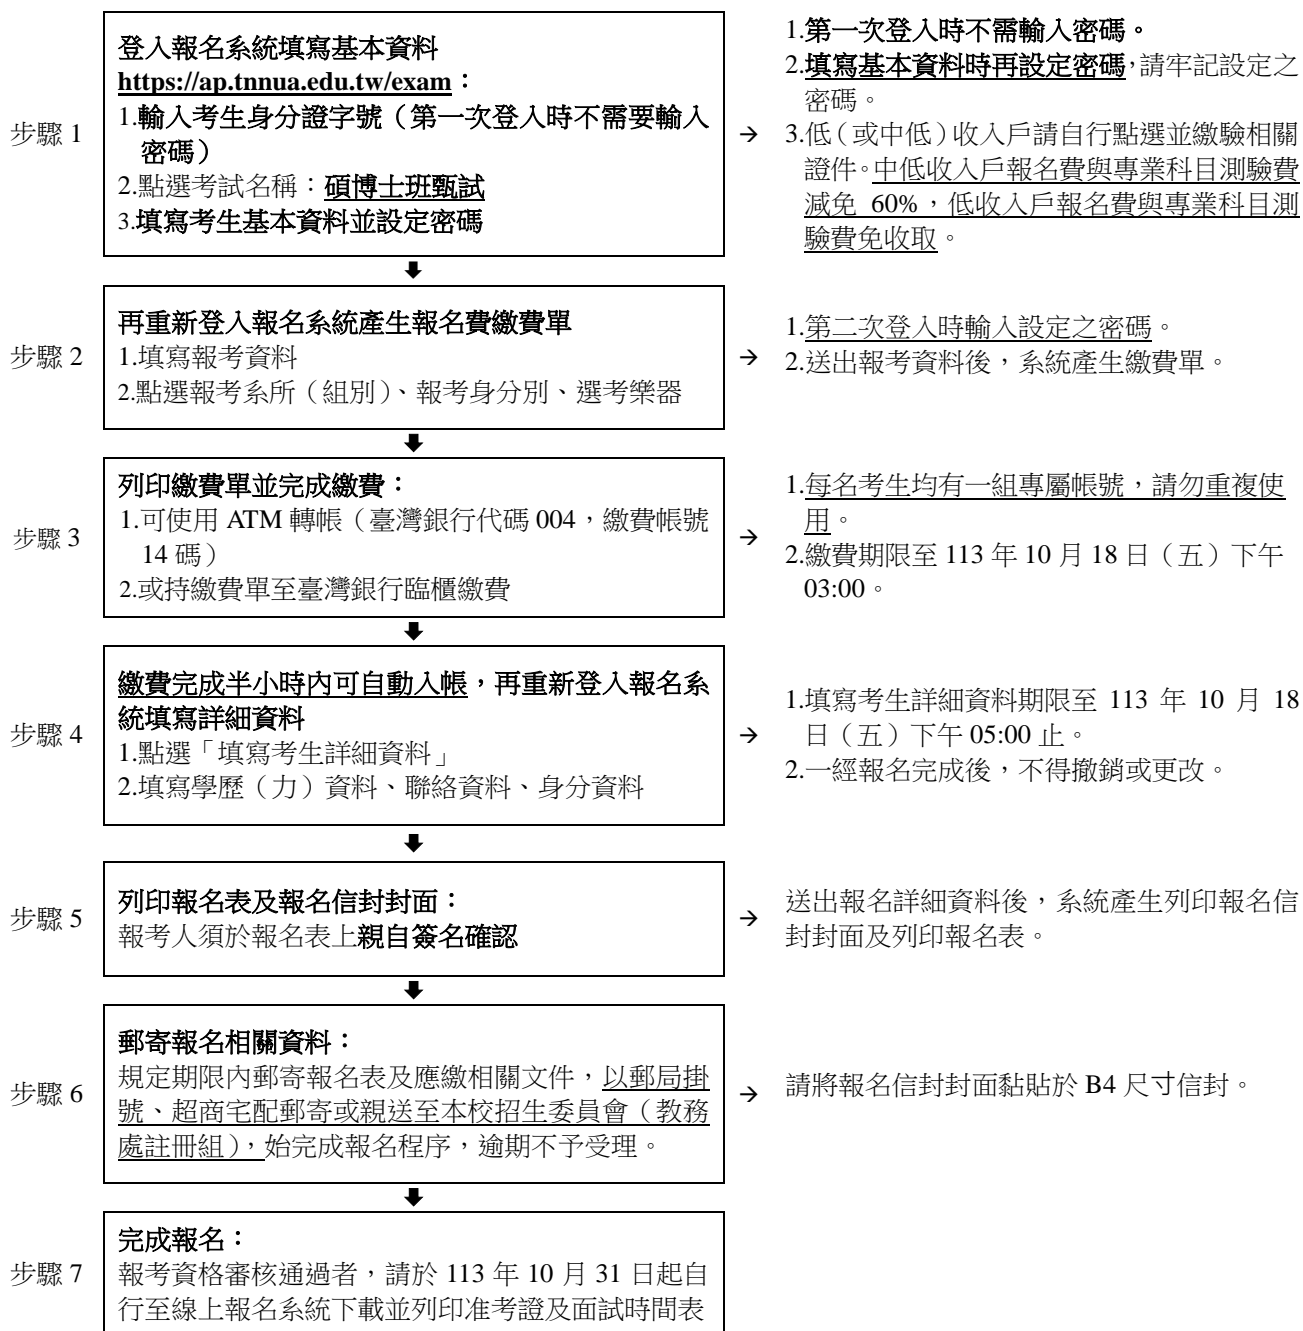 步驟 1
登入報名系統填寫基本資料
https://ap.tnnua.edu.tw/exam：
1.輸入考生身分證字號（第一次登入時不需要輸入
密碼）
2.點選考試名稱：碩博士班甄試
3.填寫考生基本資料並設定密碼
→
1.第一次登入時不需輸入密碼。
2.填寫基本資料時再設定密碼，請牢記設定之
密碼。
3.低（或中低）收入戶請自行點選並繳驗相關
證件。中低收入戶報名費與專業科目測驗費
減免 60%，低收入戶報名費與專業科目測
驗費免收取。
步驟 2
再重新登入報名系統產生報名費繳費單
1.填寫報考資料
2.點選報考系所（組別）、報考身分別、選考樂器
→
1.第二次登入時輸入設定之密碼。
2.送出報考資料後，系統產生繳費單。
步驟 3
列印繳費單並完成繳費：
1.可使用 ATM 轉帳（臺灣銀行代碼 004，繳費帳號
14 碼）
2.或持繳費單至臺灣銀行臨櫃繳費
→
1.每名考生均有一組專屬帳號，請勿重複使
用。
2.繳費期限至 113 年 10 月 18 日（五）下午
03:00。
步驟 4
繳費完成半小時內可自動入帳，再重新登入報名系
統填寫詳細資料
1.點選「填寫考生詳細資料」
2.填寫學歷（力）資料、聯絡資料、身分資料
→
1.填寫考生詳細資料期限至 113 年 10 月 18
日（五）下午 05:00 止。
2.一經報名完成後，不得撤銷或更改。
步驟 5
列印報名表及報名信封封面：
報考人須於報名表上親自簽名確認
→
送出報名詳細資料後，系統產生列印報名信
封封面及列印報名表。
步驟 6
郵寄報名相關資料：
規定期限內郵寄報名表及應繳相關文件，以郵局掛
號、超商宅配郵寄或親送至本校招生委員會（教務
處註冊組），始完成報名程序，逾期不予受理。
→
請將報名信封封面黏貼於 B4 尺寸信封。
步驟 7
完成報名：
報考資格審核通過者，請於 113 年 10 月 31 日起自
行至線上報名系統下載並列印准考證及面試時間表